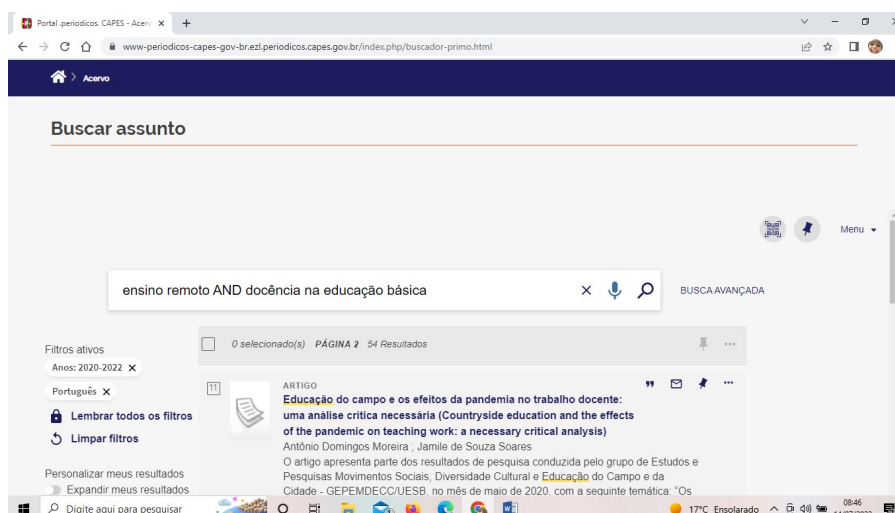 Portal .periodicos. CAPES - Acerv
www-periodicos-capes-gov-br.ezl.periodicos.capes.gov.br/index.php/buscador-primo.html
> Acervo
Buscar assunto
Menu
ensino remoto AND docência na educação básica
BUSCA AVANÇADA
Filtros ativos
Anos: 2020-2022 X
Português X
Lembrar todos os filtros
Limpar filtros
Personalizar meus resultados
Expandir meus resultados
0 selecionado(s) PÁGINA 2 54 Resultados
11
ARTIGO
Educação do campo e os efeitos da pandemia no trabalho docente:
uma análise crítica necessária (Countryside education and the effects
of the pandemic on teaching work: a necessary critical analysis)
Antônio Domingos Moreira ; Jamile de Souza Soares
O artigo apresenta parte dos resultados de pesquisa conduzida pelo grupo de Estudos e
Pesquisas Movimentos Sociais, Diversidade Cultural e Educação do Campo e da
Cidade - GEPEMDECC/UESB, no mês de maio de 2020, com a seguinte temática: "Os
Digite aqui para pesquisar
17°C Ensolarado
08:46